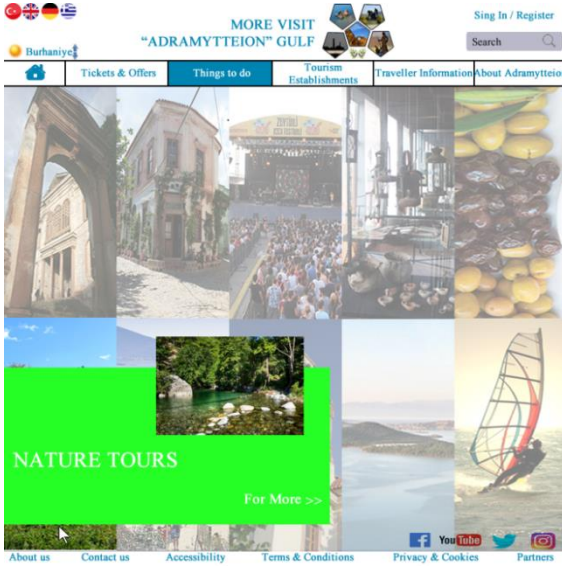 MORE VISIT
"ADRAMYTTEION" GULF
Sing In / Register
Search
Burhaniye
Tickets & Offers
Things to do
Tourism
Establishments
Traveller Information
About Adramytteio
NATURE TOURS
For More >>
YouTube
About us Contact us Accessibility Terms & Conditions Privacy & Cookies Partners